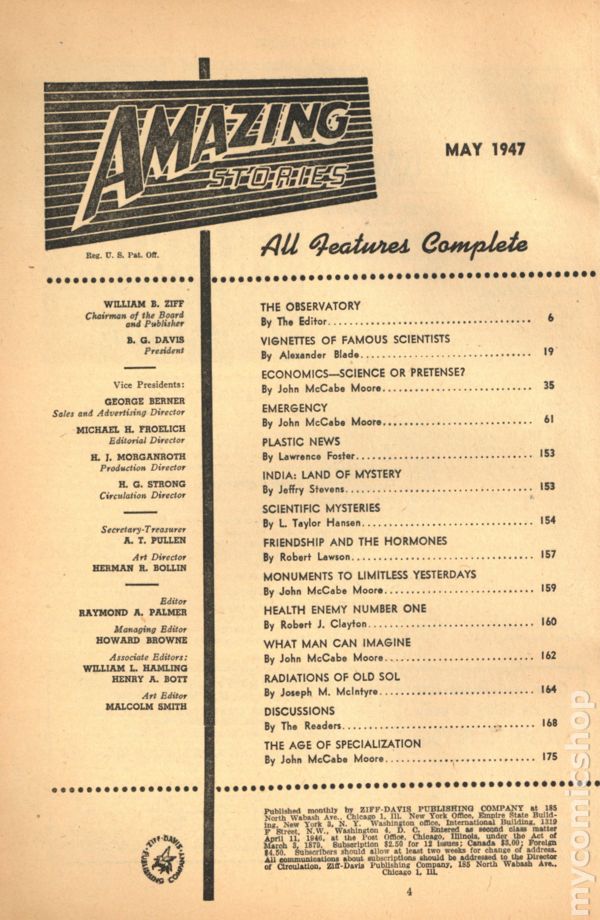 AMAZING
STORIES
Reg. U. S. Pat. Off.
MAY 1947
All Features Complete
WILLIAM B. ZIFF
Chairman of the Board
and Publisher
B. G. DAVIS
President
Vice Presidents:
GEORGE BERNER
Sales and Advertising Director
MICHAEL H. FROELICH
Editorial Director
H. J. MORGANROTH
Production Director
H. G. STRONG
Circulation Director
Secretary-Treasurer
A. T. PULLEN
Art Director
HERMAN R. BOLLIN
Editor
RAYMOND A. PALMER
Managing Editor
HOWARD BROWNE
Associate Editors:
WILLIAM L. HAMLING
HENRY A. BOTT
Art Editor
MALCOLM SMITH
THE OBSERVATORY
By The Editor 6
VIGNETTES OF FAMOUS SCIENTISTS
By Alexander Blade 19
ECONOMICS—SCIENCE OR PRETENSE?
By John McCabe Moore 35
EMERGENCY
By John McCabe Moore 61
PLASTIC NEWS
By Lawrence Foster 153
INDIA: LAND OF MYSTERY
By Jeffry Stevens 153
SCIENTIFIC MYSTERIES
By L. Taylor Hansen 154
FRIENDSHIP AND THE HORMONES
By Robert Lawson 157
MONUMENTS TO LIMITLESS YESTERDAYS
By John McCabe Moore 159
HEALTH ENEMY NUMBER ONE
By Robert J. Clayton 160
WHAT MAN CAN IMAGINE
By John McCabe Moore 162
RADIATIONS OF OLD SOL
By Joseph M. McIntyre 164
DISCUSSIONS
By The Readers 168
THE AGE OF SPECIALIZATION
By John McCabe Moore 175
ZIFF-DAVIS
PUBLISHING COMPANY
Published monthly by ZIFF-DAVIS PUBLISHING COMPANY at 185
North Wabash Ave., Chicago 1, Ill. New York Office, Empire State Build-
ing, New York 3, N. Y. Washington office, International Building, 1319
F Street, N.W., Washington 4, D. C. Entered as second class matter
April 11, 1946, at the Post Office, Chicago, Illinois, under the Act of
March 3, 1879. Subscription $2.50 for 12 issues; Canada $3.00; Foreign
$4.50. Subscribers should allow at least two weeks for change of address.
All communications about subscriptions should be addressed to the Director
of Circulation, Ziff-Davis Publishing Company, 185 North Wabash Ave.,
Chicago 1, Ill.
4
mycomicshop